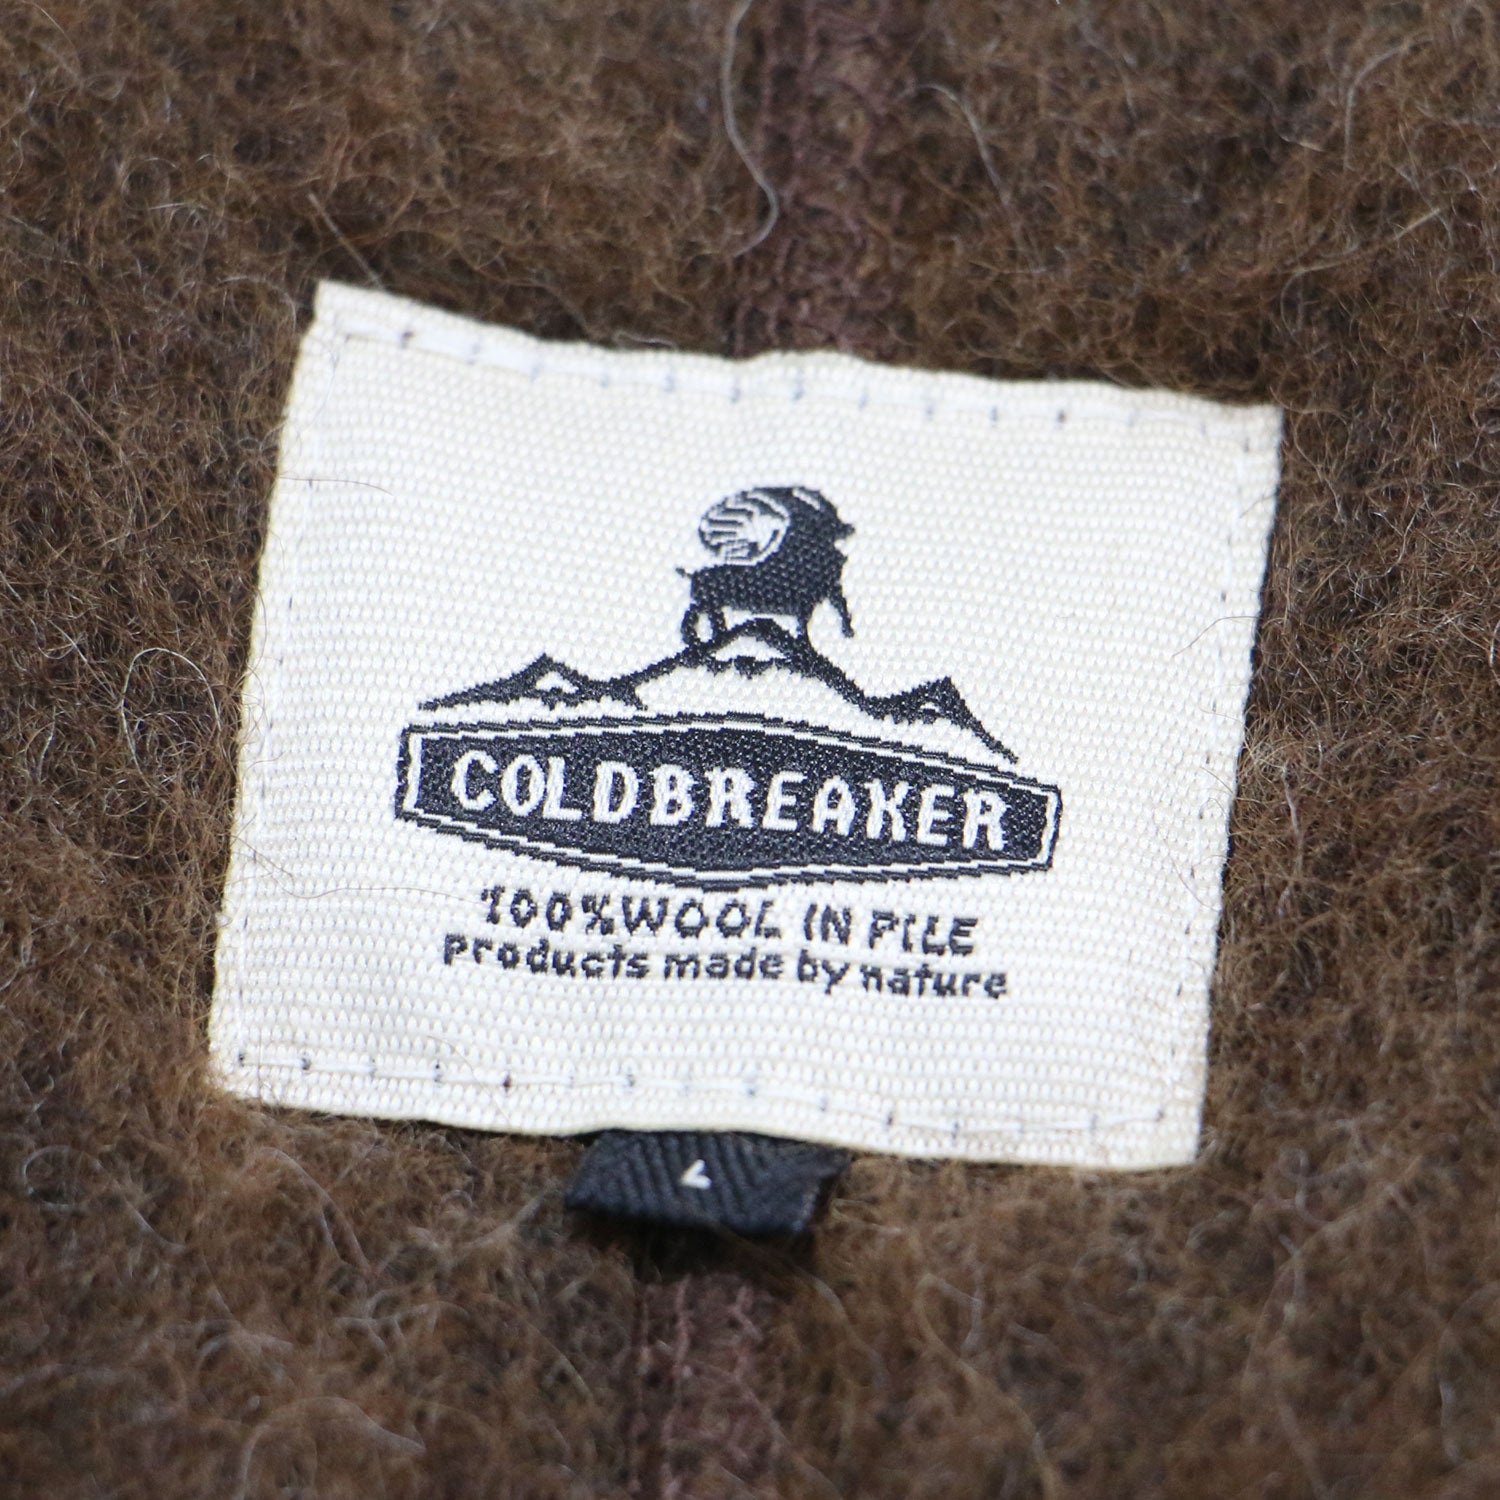 COLDBREAKER
100%WOOL IN PILE
products made by nature
L